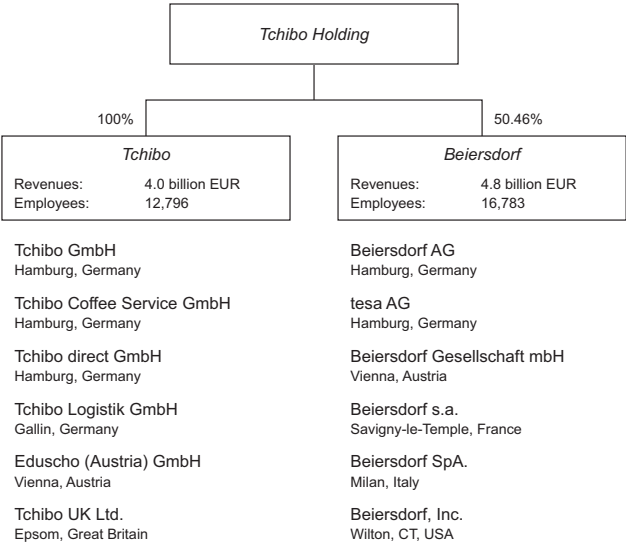 Tchibo Holding
100%
50.46%
Tchibo
Revenues: 4.0 billion EUR
Employees: 12,796
Beiersdorf
Revenues: 4.8 billion EUR
Employees: 16,783
Tchibo GmbH
Hamburg, Germany
Tchibo Coffee Service GmbH
Hamburg, Germany
Tchibo direct GmbH
Hamburg, Germany
Tchibo Logistik GmbH
Gallin, Germany
Eduscho (Austria) GmbH
Vienna, Austria
Tchibo UK Ltd.
Epsom, Great Britain
Beiersdorf AG
Hamburg, Germany
tesa AG
Hamburg, Germany
Beiersdorf Gesellschaft mbH
Vienna, Austria
Beiersdorf s.a.
Savigny-le-Temple, France
Beiersdorf SpA.
Milan, Italy
Beiersdorf, Inc.
Wilton, CT, USA